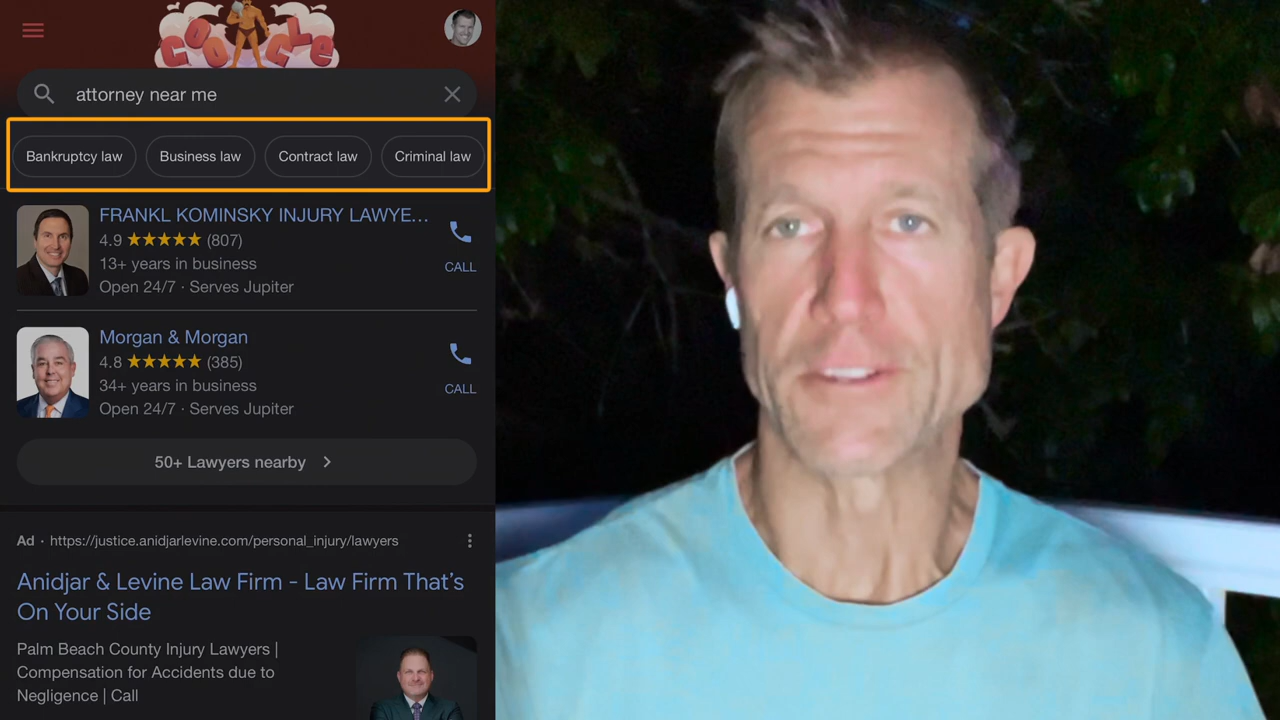 Google
attorney near me
Bankruptcy law
Business law
Contract law
Criminal law
FRANKL KOMINSKY INJURY LAWYE...
4.9 ★★★★★ (807)
13+ years in business
Open 24/7 · Serves Jupiter
CALL
Morgan & Morgan
4.8 ★★★★★ (385)
34+ years in business
Open 24/7 · Serves Jupiter
CALL
50+ Lawyers nearby
Ad · https://justice.anidjarlevine.com/personal_injury/lawyers
Anidjar & Levine Law Firm - Law Firm That's
On Your Side
Palm Beach County Injury Lawyers |
Compensation for Accidents due to
Negligence | Call